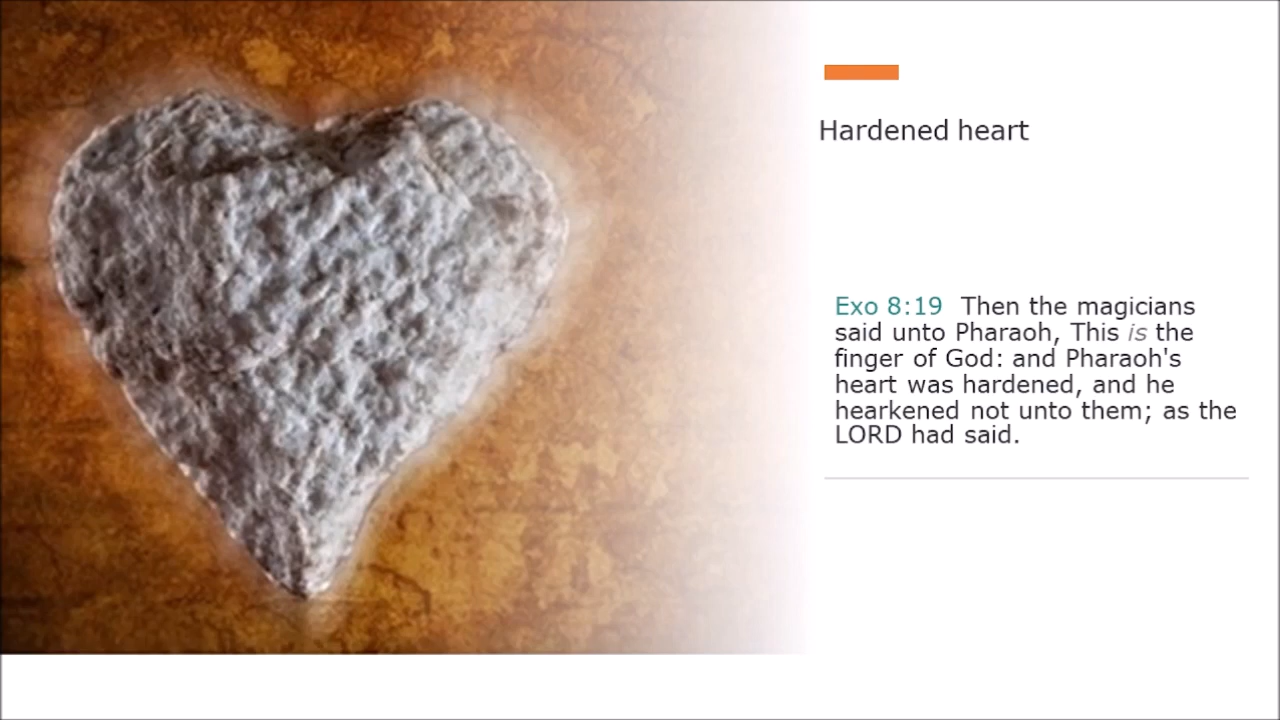 Hardened heart
Exo 8:19  Then the magicians
said unto Pharaoh, This is the
finger of God: and Pharaoh's
heart was hardened, and he
hearkened not unto them; as the
LORD had said.